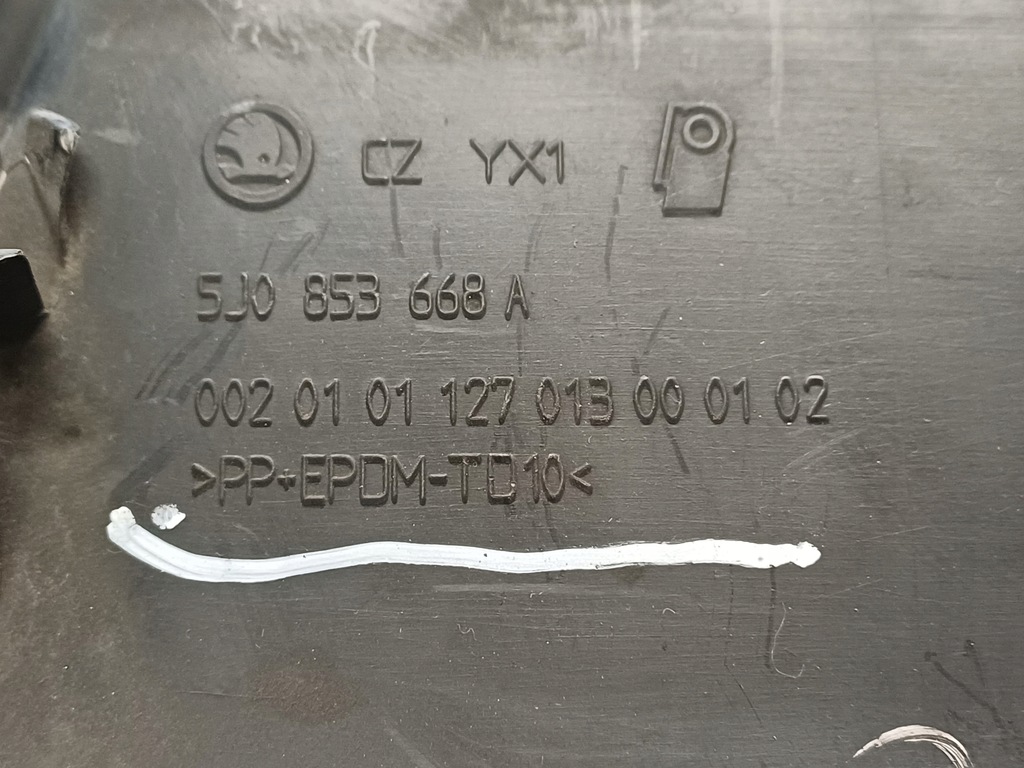 CZ YX1
5J0 853 668 A
002 01 01 127 013 00 01 02
>PP+EPDM-TD10<